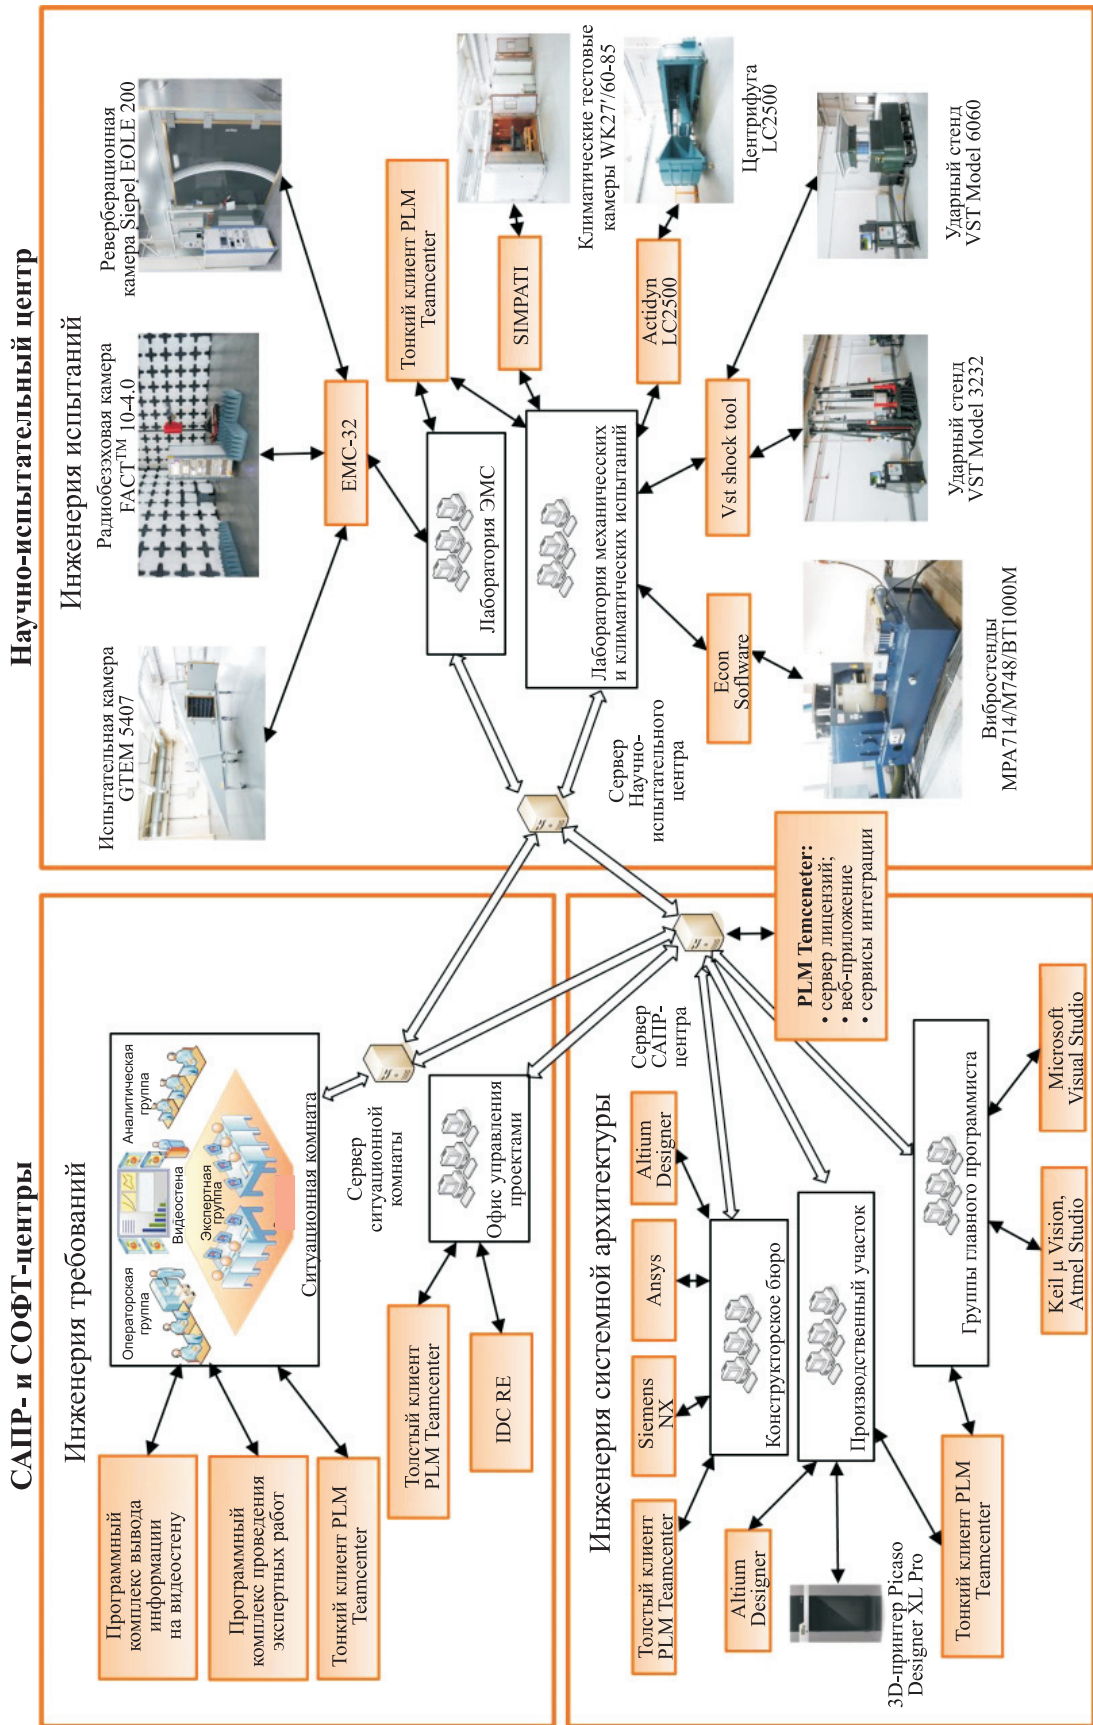 САПР- и СОФТ-центры
Инженерия требований
Программный
комплекс вывода
информации
на видеостену
Программный
комплекс проведения
экспертных работ
Тонкий клиент PLM
Teamcenter
Операторская
группа
Видеостена
Аналитическая
группа
Экспертная
группа
Ситуационная комната
Сервер
ситуационной
комнаты
Толстый клиент
PLM Teamcenter
IDC RE
Офис управления
проектами
Инженерия системной архитектуры
Толстый клиент
PLM Teamcenter
Siemens
NX
Ansys
Altium
Designer
Конструкторское бюро
Сервер
САПР-
центра
Altium
Designer
3D-принтер Picaso
Designer XL Pro
Производственный участок
Тонкий клиент PLM
Teamcenter
Группы главного программиста
Keil µ Vision,
Atmel Studio
Microsoft
Visual Studio
PLM Temceneter:
• сервер лицензий;
• веб-приложение
• сервисы интеграции
Научно-испытательный центр
Инженерия испытаний
Испытательная камера
GTEM 5407
Радиобезэховая камера
FACT™ 10-4.0
Реверберационная
камера Siepel EOLE 200
EMC-32
Тонкий клиент PLM
Teamcenter
Лаборатория ЭМС
SIMPATI
Климатические тестовые
камеры WK27'/60-85
Лаборатория механичесских
и климатических испытаний
Actidyn
LC2500
Центрифуга
LC2500
Сервер
Научно-
испытательного
центра
Econ
Soflware
Vst shock tool
Вибростенды
MPA714/M748/BT1000M
Ударный стенд
VST Model 3232
Ударный стенд
VST Model 6060